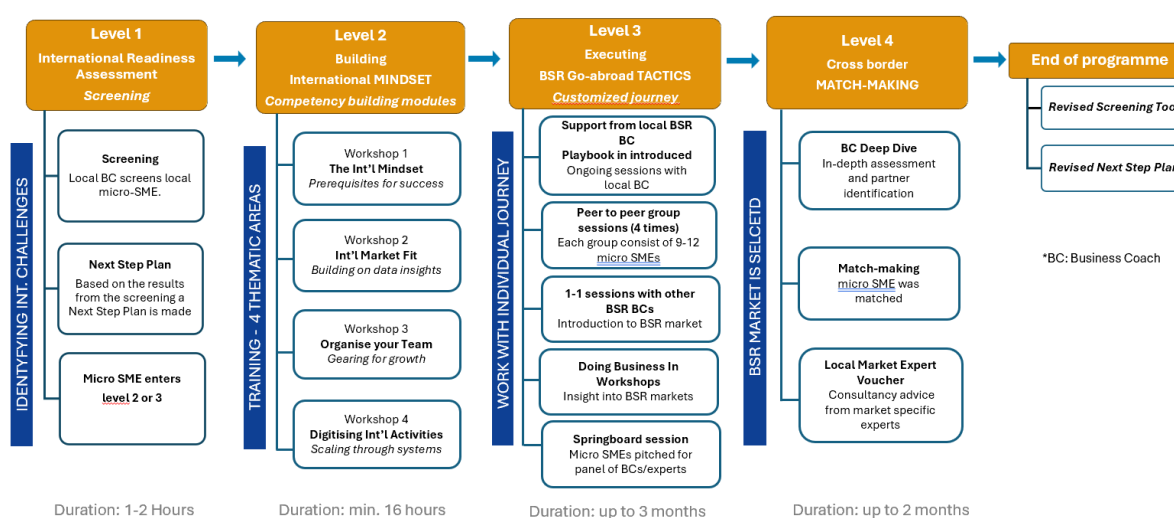 Level 1
International Readiness
Assessment
Screening
IDENTYFYING INT. CHALLENGES
Screening
Local BC screens local
micro-SME.
Next Step Plan
Based on the results
from the screening a
Next Step Plan is made
Micro SME enters
level 2 or 3
Duration: 1-2 Hours
Level 2
Building
International MINDSET
Competency building modules
TRAINING - 4 THEMATIC AREAS
Workshop 1
The Int'l Mindset
Prerequisites for success
Workshop 2
Int'l Market Fit
Building on data insights
Workshop 3
Organise your Team
Gearing for growth
Workshop 4
Digitising Int'l Activities
Scaling through systems
Duration: min. 16 hours
Level 3
Executing
BSR Go-abroad TACTICS
Customized journey
WORK WITH INDIVIDUAL JOURNEY
Support from local BSR
BC
Playbook in introduced
Ongoing sessions with
local BC
Peer to peer group
sessions (4 times)
Each group consist of 9-12
micro SMEs
1-1 sessions with other
BSR BCs
Introduction to BSR market
Doing Business In
Workshops
Insight into BSR markets
Springboard session
Micro SMEs pitched for
panel of BCs/experts
Duration: up to 3 months
Level 4
Cross border
MATCH-MAKING
BSR MARKET IS SELCETD
BC Deep Dive
In-depth assessment
and partner
identification
Match-making
micro SME was
matched
Local Market Expert
Voucher
Consultancy advice
from market specific
experts
Duration: up to 2 months
End of programme
Revised Screening Too
Revised Next Step Plan
*BC: Business Coach